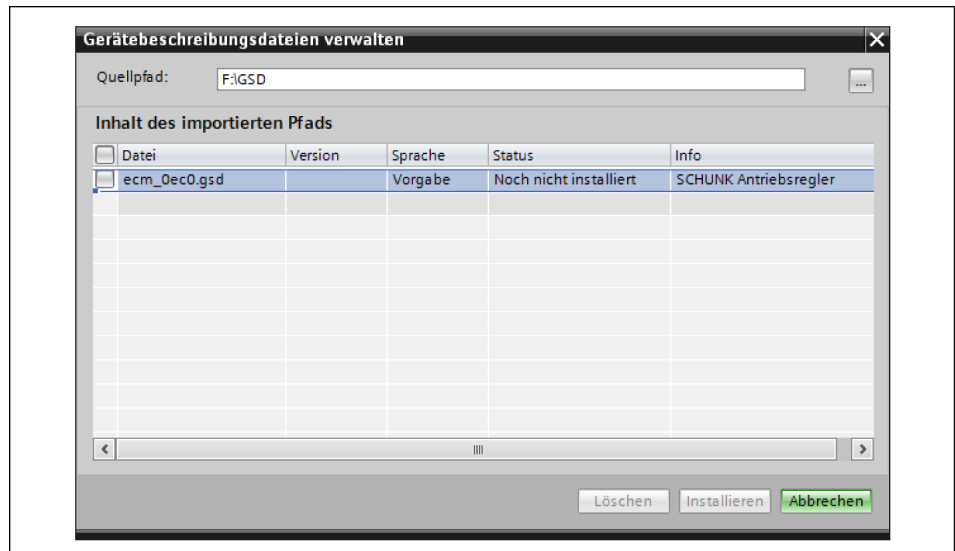 Gerätebeschreibungsdateien verwalten
Quellpfad: F:\GSD ...
Inhalt des importierten Pfads
Datei Version Sprache Status Info
ecm_0ec0.gsd Vorgabe Noch nicht installiert SCHUNK Antriebsregler
Löschen Installieren Abbrechen